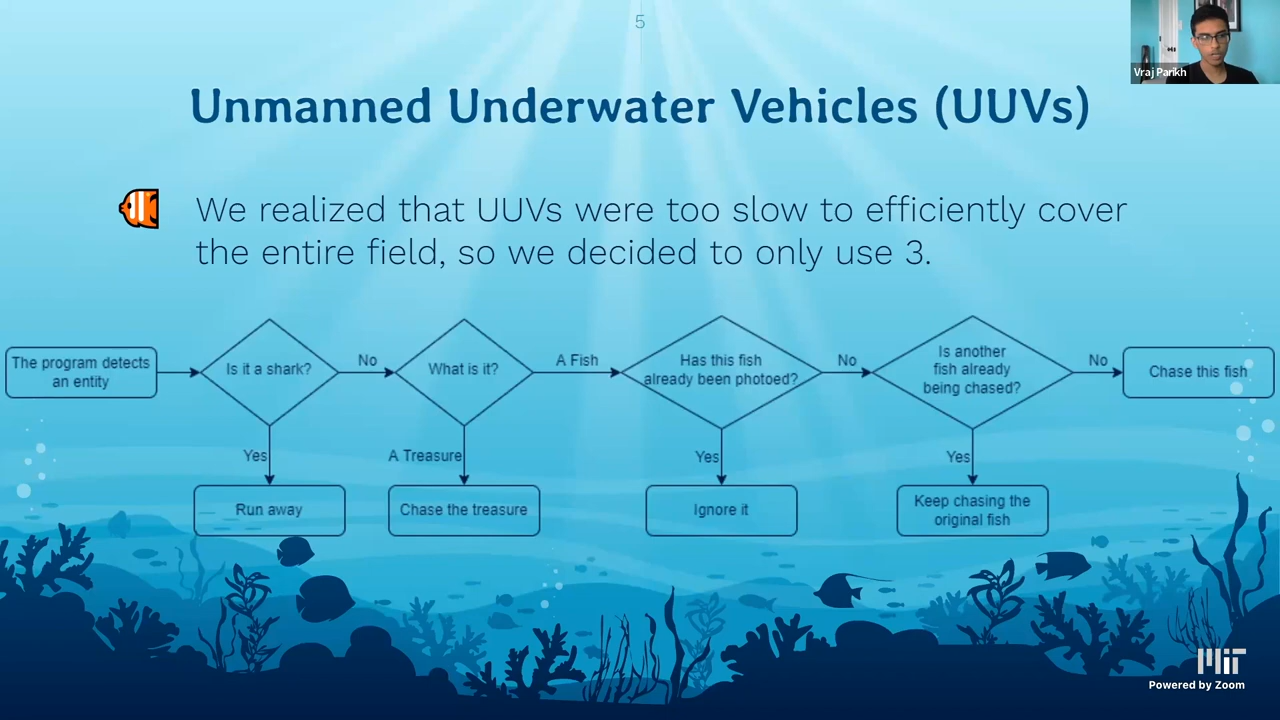 5
Vraj Parikh
Unmanned Underwater Vehicles (UUVs)
We realized that UUVs were too slow to efficiently cover
the entire field, so we decided to only use 3.
The program detects
an entity
Is it a shark?
No
What is it?
A Fish
Has this fish
already been photoed?
No
Is another
fish already
being chased?
No
Chase this fish
Yes
A Treasure
Yes
Yes
Run away
Chase the treasure
Ignore it
Keep chasing the
original fish
MIT
Powered by Zoom